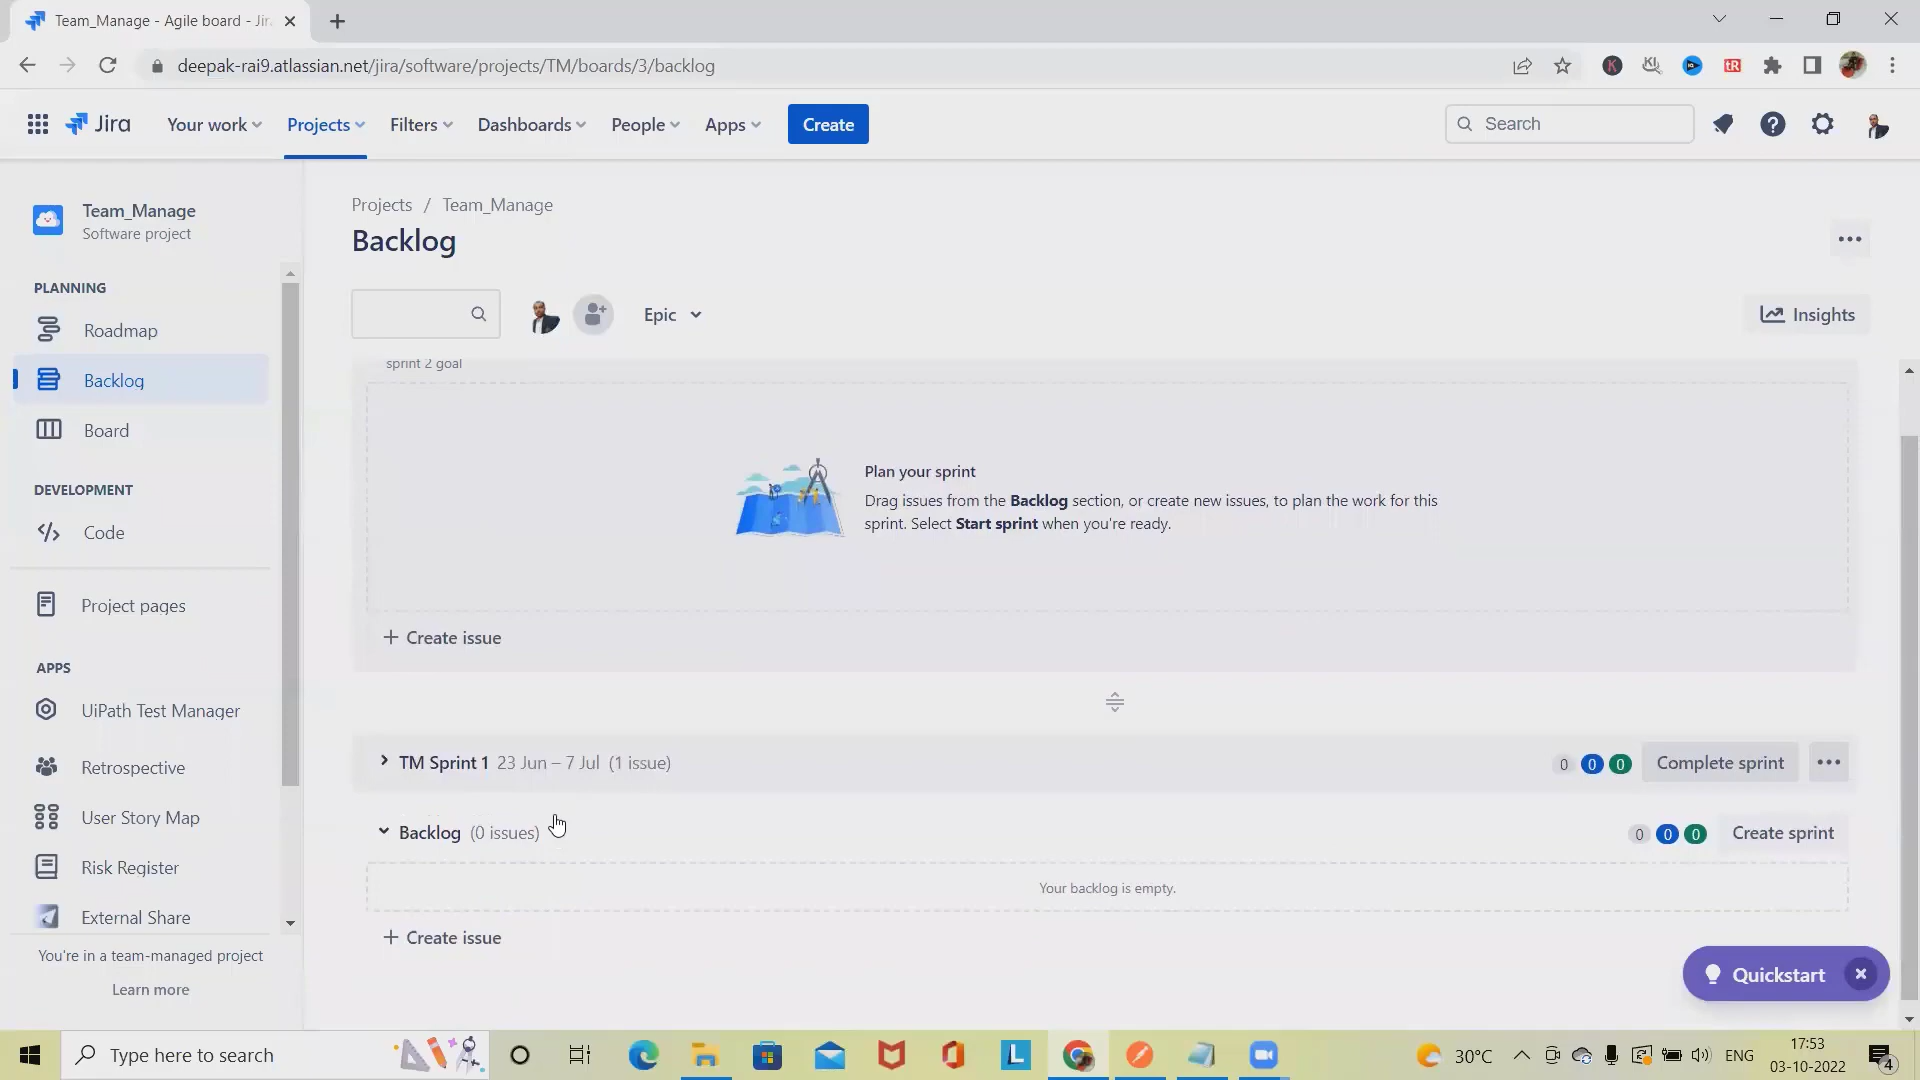 Team_Manage - Agile board - Jir
deepak-rai9.atlassian.net/jira/software/projects/TM/boards/3/backlog
Jira
Your work
Projects
Filters
Dashboards
People
Apps
Create
Search
Team_Manage
Software project
PLANNING
Roadmap
Backlog
Board
DEVELOPMENT
Code
Project pages
APPS
UiPath Test Manager
Retrospective
User Story Map
Risk Register
External Share
You're in a team-managed project
Learn more
Projects / Team_Manage
Backlog
Epic
Insights
sprint 2 goal
Plan your sprint
Drag issues from the Backlog section, or create new issues, to plan the work for this
sprint. Select Start sprint when you're ready.
+ Create issue
TM Sprint 1 23 Jun – 7 Jul (1 issue)
0 0 0 Complete sprint
Backlog (0 issues)
0 0 0 Create sprint
Your backlog is empty.
+ Create issue
Quickstart
Type here to search
30°C
ENG
17:53
03-10-2022
4